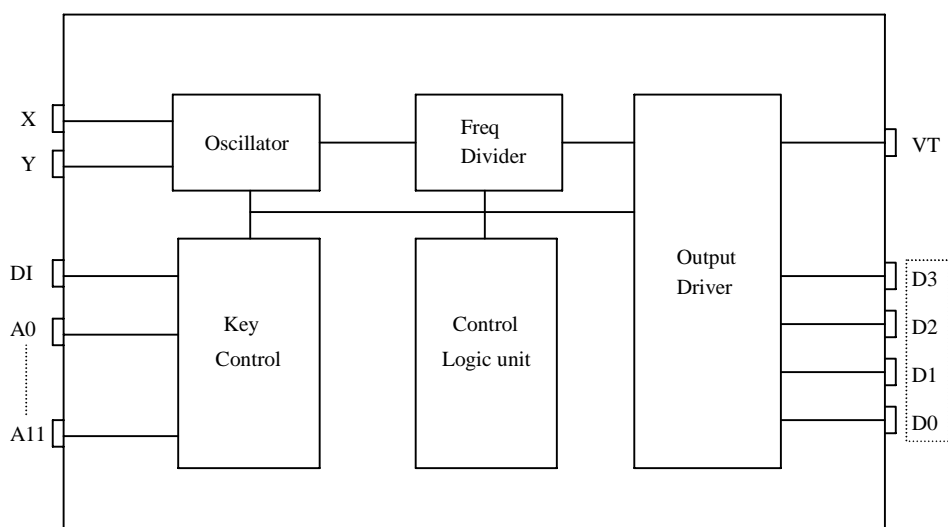 X
Y
DI
A0
A11
Oscillator
Freq
Divider
Key
Control
Control
Logic unit
Output
Driver
VT
D3
D2
D1
D0